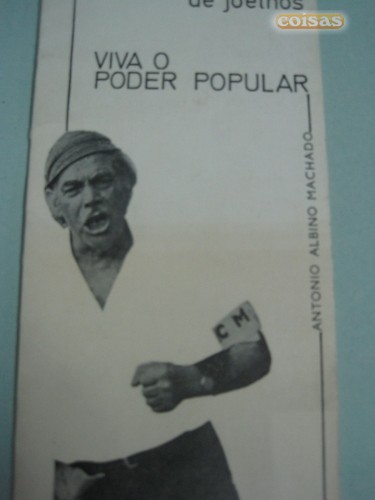 de joelhos
coisas
VIVA O
PODER POPULAR
ANTONIO ALBINO MACHADO
C M